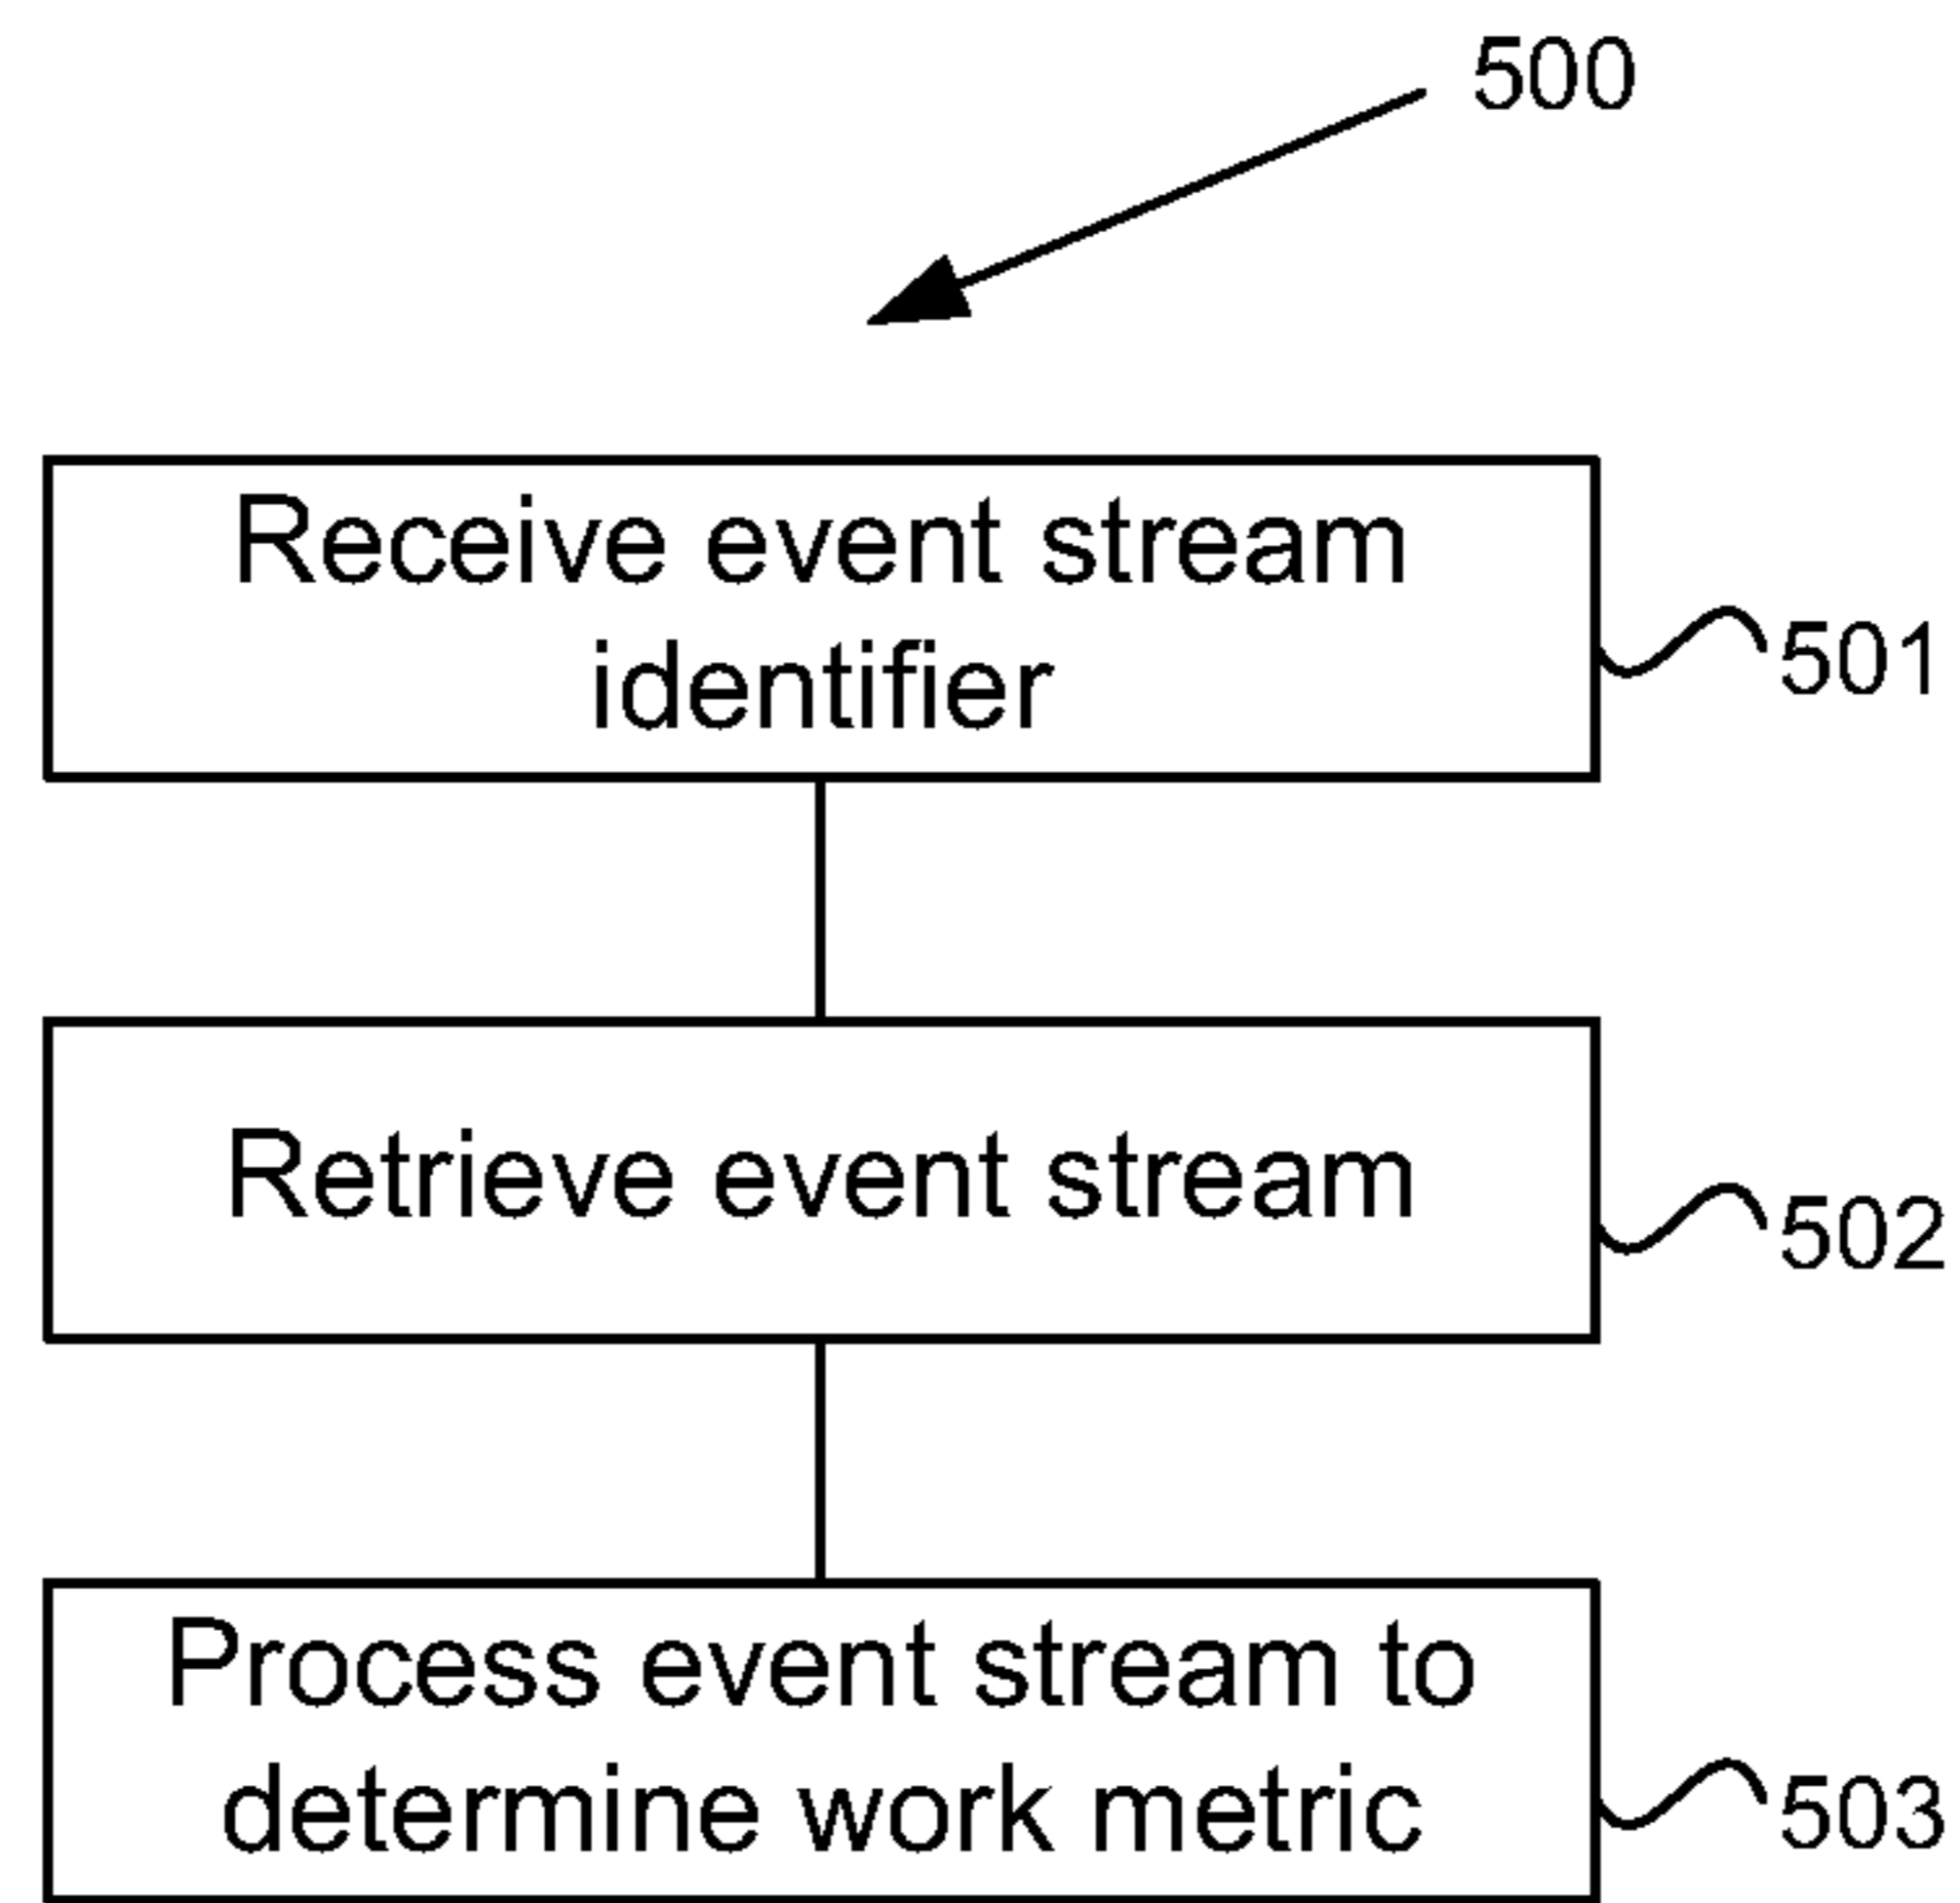 500
Receive event stream
identifier
501
Retrieve event stream
502
Process event stream to
determine work metric
503